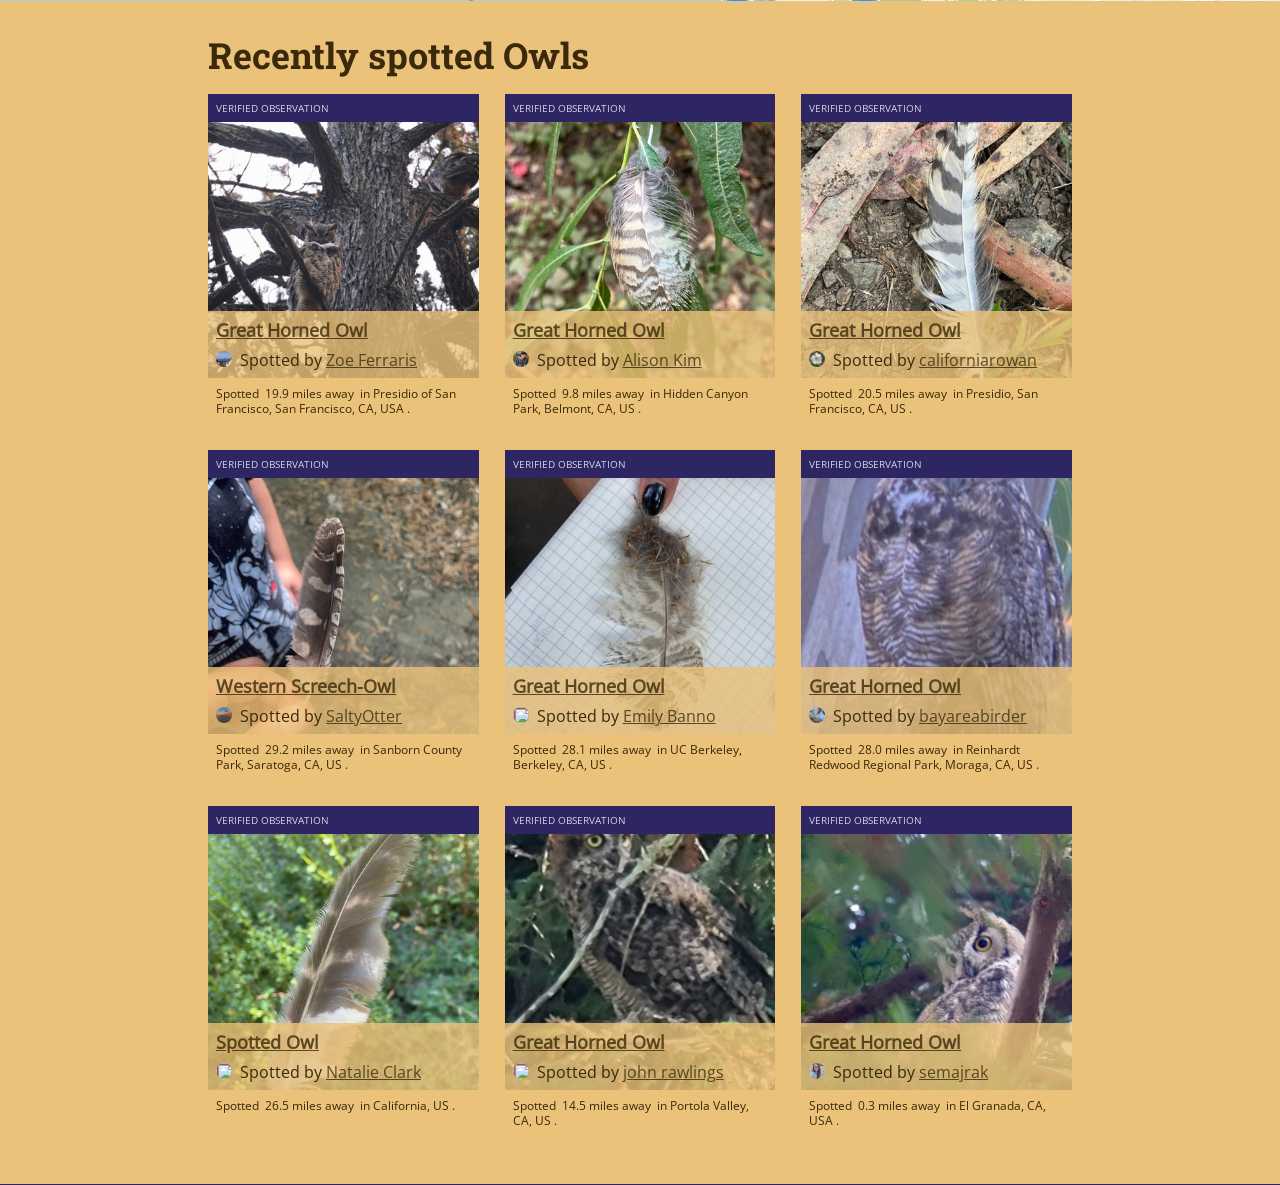 Recently spotted Owls
VERIFIED OBSERVATION
Great Horned Owl
Spotted by Zoe Ferraris
Spotted 19.9 miles away in Presidio of San
Francisco, San Francisco, CA, USA .
VERIFIED OBSERVATION
Great Horned Owl
Spotted by Alison Kim
Spotted 9.8 miles away in Hidden Canyon
Park, Belmont, CA, US .
VERIFIED OBSERVATION
Great Horned Owl
Spotted by californiarowan
Spotted 20.5 miles away in Presidio, San
Francisco, CA, US .
VERIFIED OBSERVATION
Western Screech-Owl
Spotted by SaltyOtter
Spotted 29.2 miles away in Sanborn County
Park, Saratoga, CA, US .
VERIFIED OBSERVATION
Great Horned Owl
Spotted by Emily Banno
Spotted 28.1 miles away in UC Berkeley,
Berkeley, CA, US .
VERIFIED OBSERVATION
Great Horned Owl
Spotted by bayareabirder
Spotted 28.0 miles away in Reinhardt
Redwood Regional Park, Moraga, CA, US .
VERIFIED OBSERVATION
Spotted Owl
Spotted by Natalie Clark
Spotted 26.5 miles away in California, US .
VERIFIED OBSERVATION
Great Horned Owl
Spotted by john rawlings
Spotted 14.5 miles away in Portola Valley,
CA, US .
VERIFIED OBSERVATION
Great Horned Owl
Spotted by semajrak
Spotted 0.3 miles away in El Granada, CA,
USA .